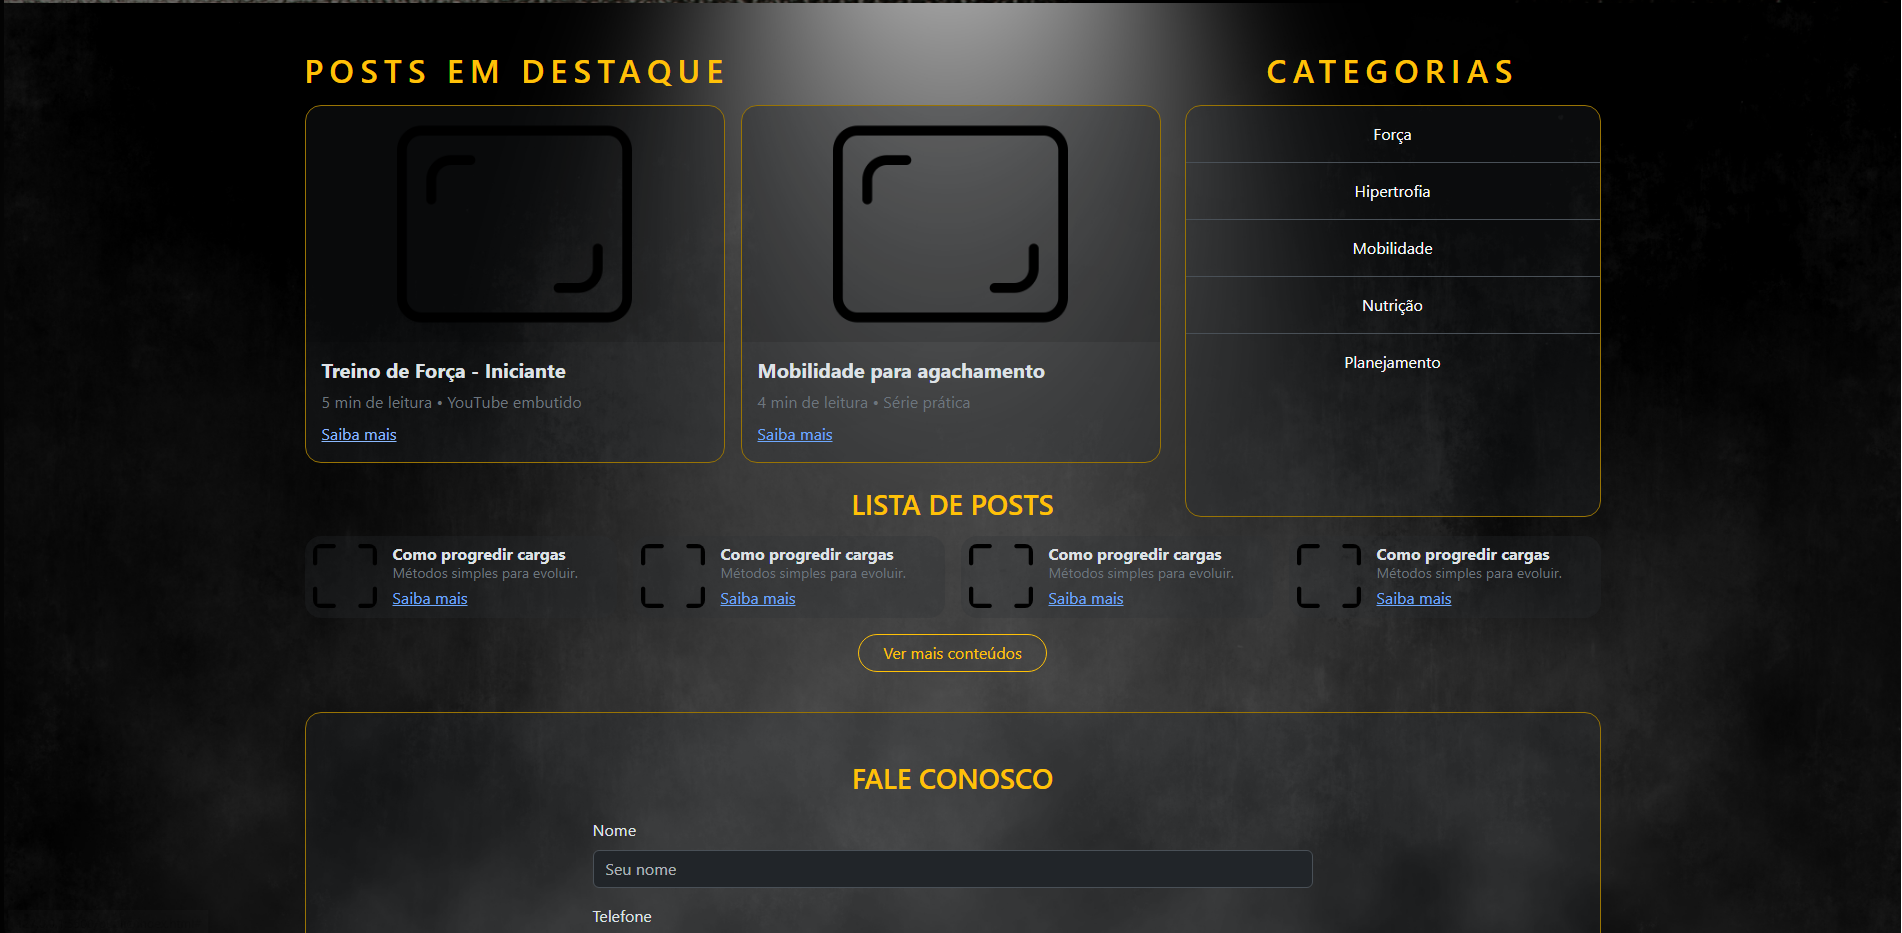 POSTS EM DESTAQUE
Treino de Força - Iniciante
5 min de leitura • YouTube embutido
Saiba mais
Mobilidade para agachamento
4 min de leitura • Série prática
Saiba mais
CATEGORIAS
Força
Hipertrofia
Mobilidade
Nutrição
Planejamento
LISTA DE POSTS
Como progredir cargas
Métodos simples para evoluir.
Saiba mais
Como progredir cargas
Métodos simples para evoluir.
Saiba mais
Como progredir cargas
Métodos simples para evoluir.
Saiba mais
Como progredir cargas
Métodos simples para evoluir.
Saiba mais
Ver mais conteúdos
FALE CONOSCO
Nome
Seu nome
Telefone